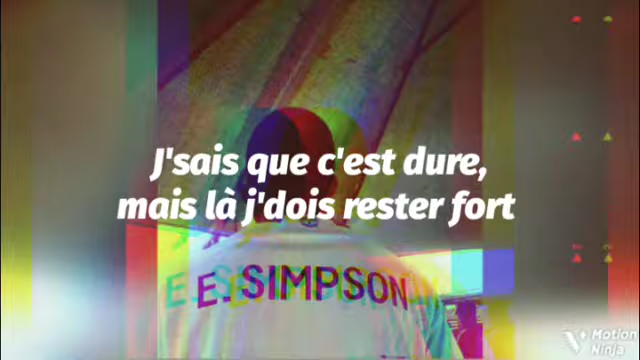 J'sais que c'est dure,
mais là j'dois rester fort
E. SIMPSON
Motion
Ninja